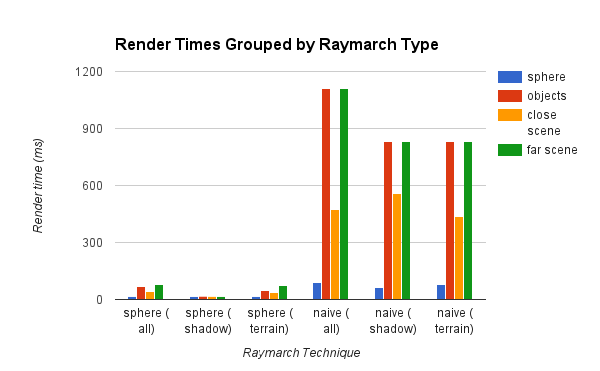 Render Times Grouped by Raymarch Type
1200
900
600
300
0
Render time (ms)
sphere (
all)
sphere (
shadow)
sphere (
terrain)
naive (
all)
naive (
shadow)
naive (
terrain)
Raymarch Technique
sphere
objects
close
scene
far scene